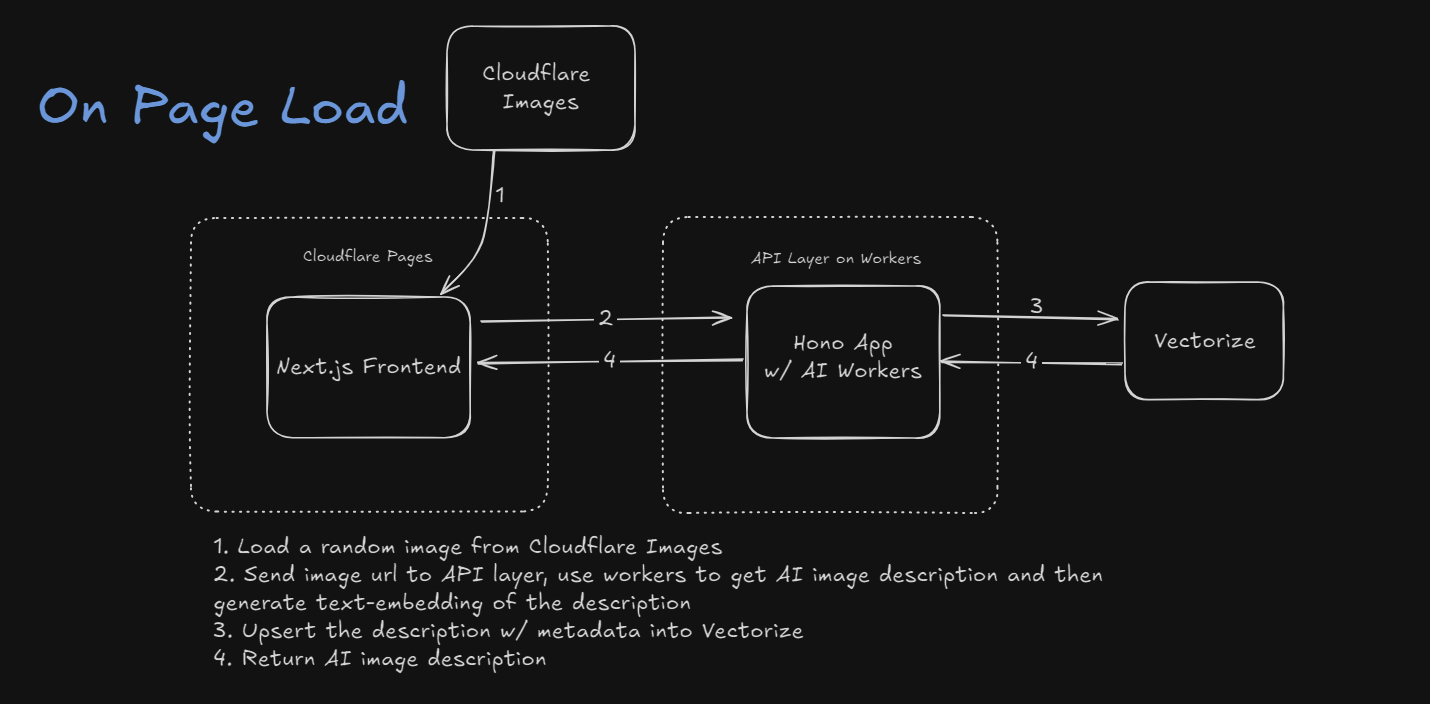 On Page Load
Cloudflare
Images
1
Cloudflare Pages
API Layer on Workers
Next.js Frontend
2
4
Hono App
w/ AI Workers
3
4
Vectorize
1. Load a random image from Cloudflare Images
2. Send image url to API layer, use workers to get AI image description and then
generate text-embedding of the description
3. Upsert the description w/ metadata into Vectorize
4. Return AI image description